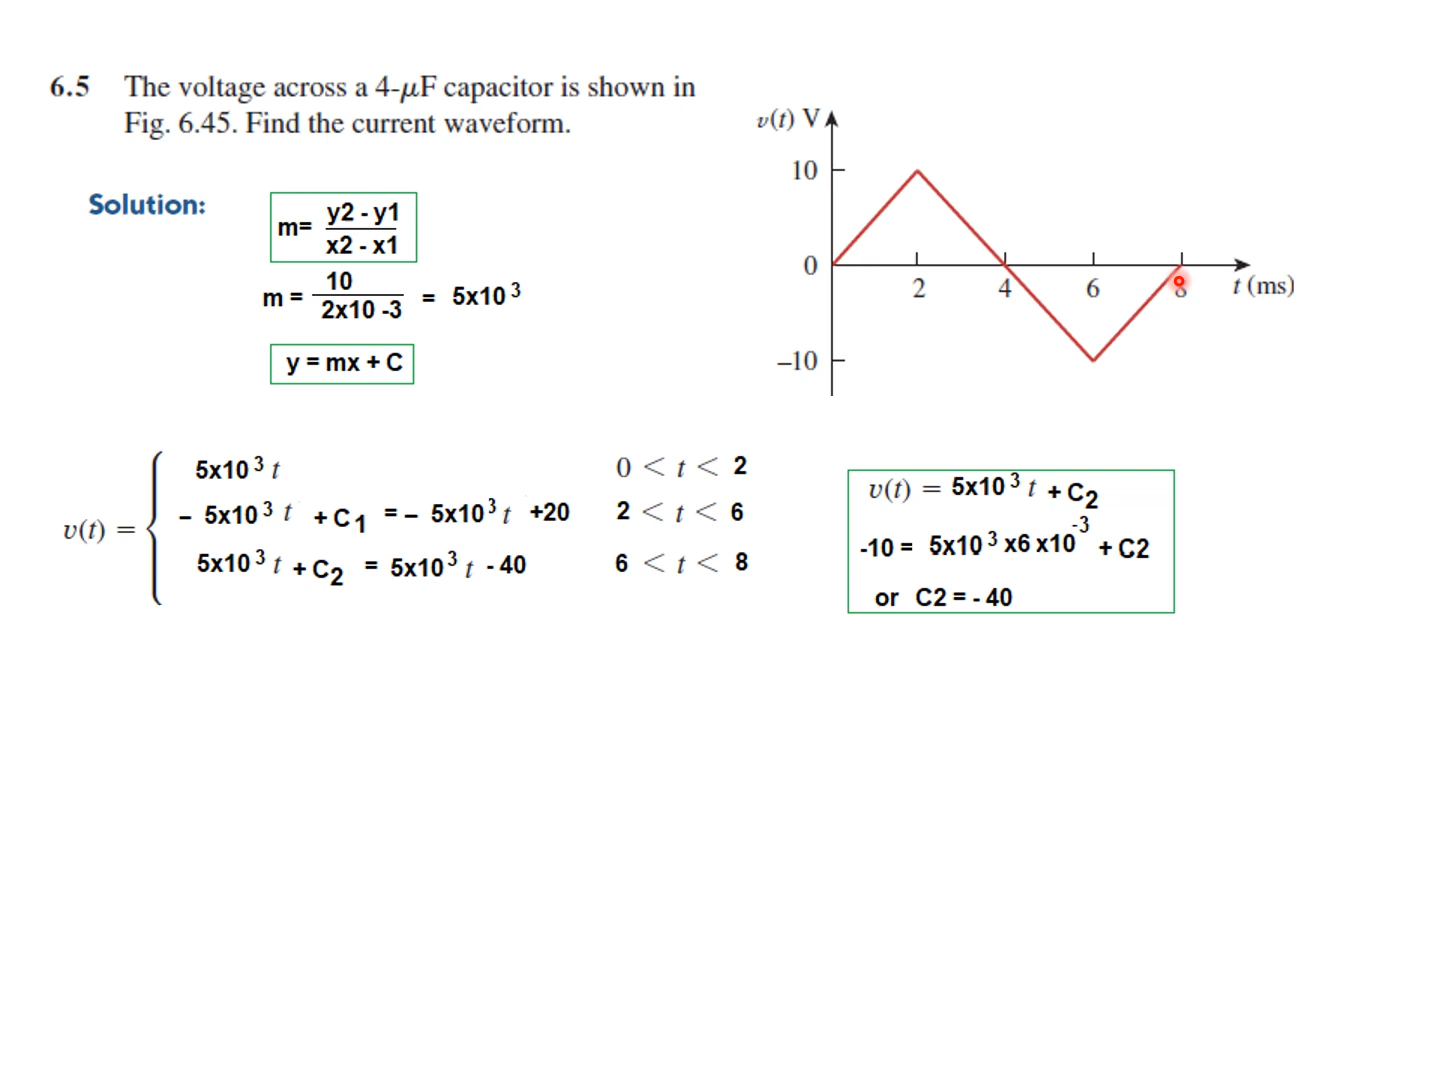 6.5 The voltage across a 4-μF capacitor is shown in
Fig. 6.45. Find the current waveform.
Solution:
m= y2 - y1 / x2 - x1
m = 10 / 2x10 -3 = 5x10 3
y = mx + C
v(t) V
10
0
-10
2 4 6 8 t (ms)
v(t) =
5x10 3 t 0 < t < 2
– 5x10 3 t + C1 = – 5x10 3 t +20 2 < t < 6
5x10 3 t + C2 = 5x10 3 t - 40 6 < t < 8
v(t) = 5x10 3 t + C2
-10 = 5x10 3 x6 x10 -3 + C2
or C2 = - 40